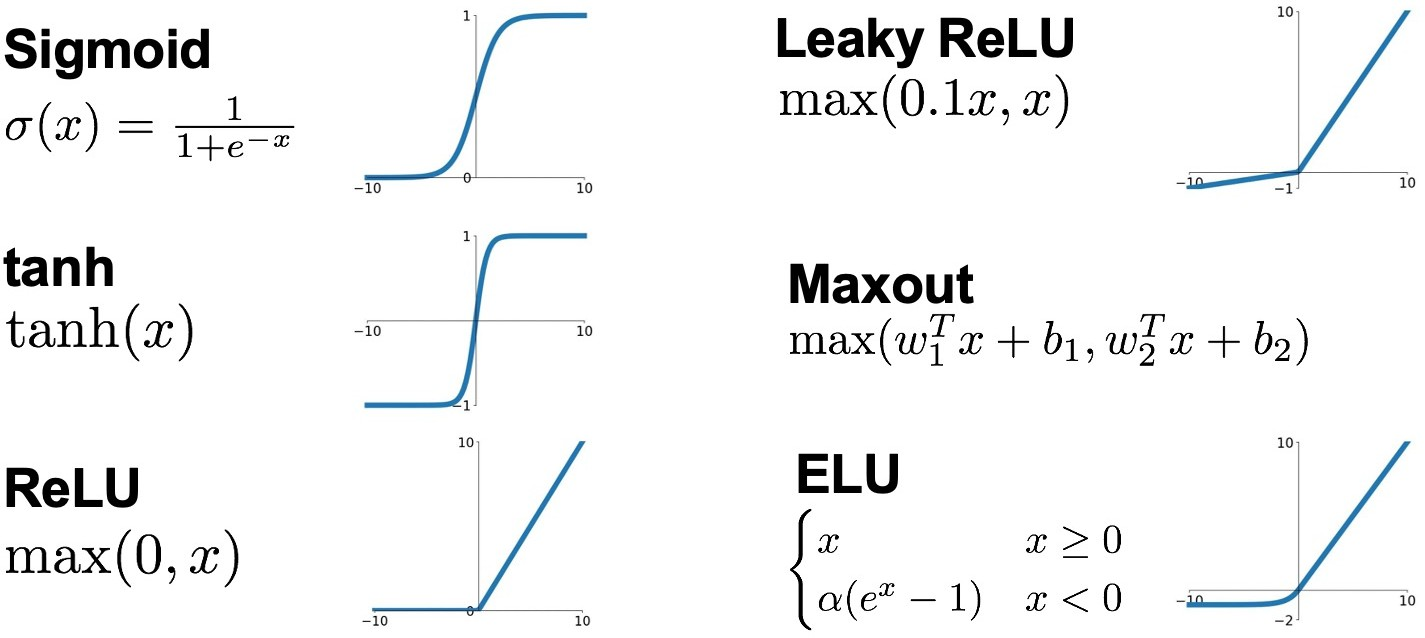 Sigmoid
σ(x) = 1/(1+e^{-x})
1
0
−10
10
tanh
tanh(x)
1
−10
10
−1
ReLU
max(0, x)
10
0
−10
10
Leaky ReLU
max(0.1x, x)
10
−10
−1
10
Maxout
max(w_1^T x + b_1, w_2^T x + b_2)
ELU
x x ≥ 0
α(e^x − 1) x < 0
10
−10
−2
10